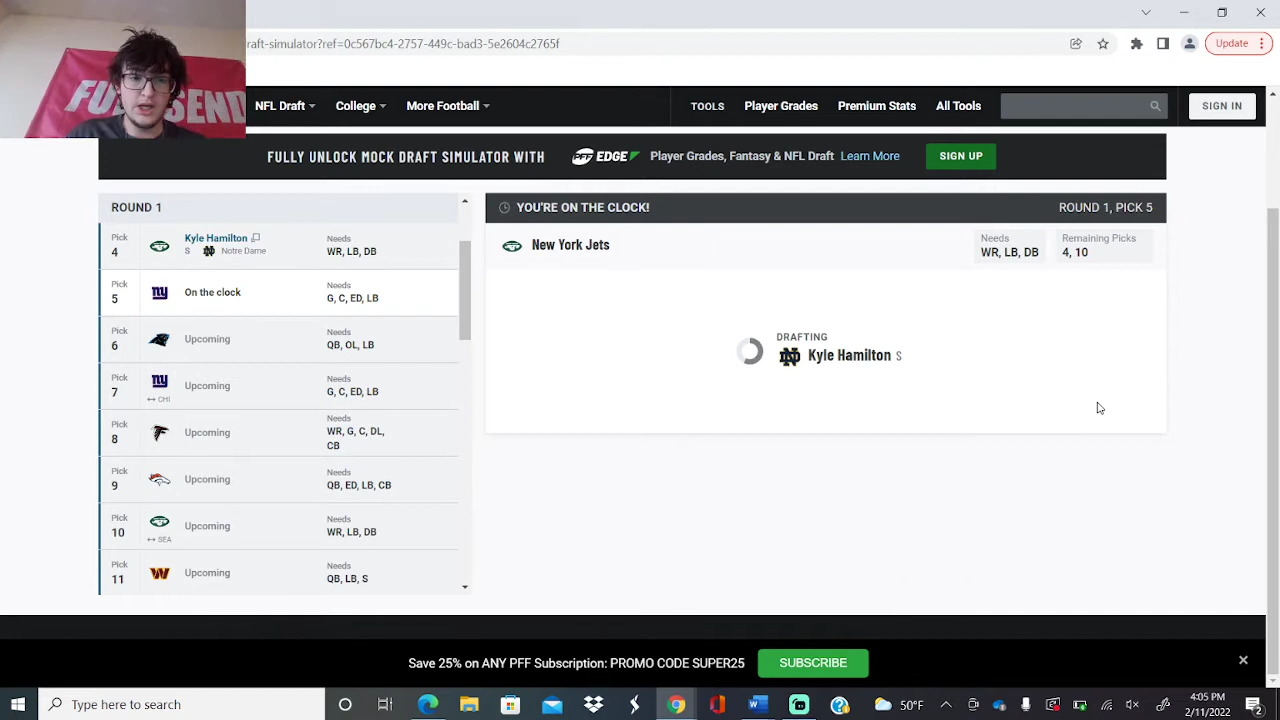 FU SEND
raft-simulator?ref=0c567bc4-2757-449c-bad3-5e2604c2765f
Update
NFL Draft
College
More Football
TOOLS
Player Grades
Premium Stats
All Tools
SIGN IN
FULLY UNLOCK MOCK DRAFT SIMULATOR WITH
PFF EDGE
Player Grades, Fantasy & NFL Draft Learn More
SIGN UP
ROUND 1
Pick
4
Kyle Hamilton
S Notre Dame
Needs
WR, LB, DB
Pick
5
On the clock
Needs
G, C, ED, LB
Pick
6
Upcoming
Needs
QB, OL, LB
Pick
7
↔ CHI
Upcoming
Needs
G, C, ED, LB
Pick
8
Upcoming
Needs
WR, G, C, DL,
CB
Pick
9
Upcoming
Needs
QB, ED, LB, CB
Pick
10
↔ SEA
Upcoming
Needs
WR, LB, DB
Pick
11
Upcoming
Needs
QB, LB, S
YOU'RE ON THE CLOCK!
ROUND 1, PICK 5
New York Jets
Needs
WR, LB, DB
Remaining Picks
4, 10
DRAFTING
Kyle Hamilton S
Save 25% on ANY PFF Subscription: PROMO CODE SUPER25
SUBSCRIBE
Type here to search
50°F
4:05 PM
2/11/2022
2